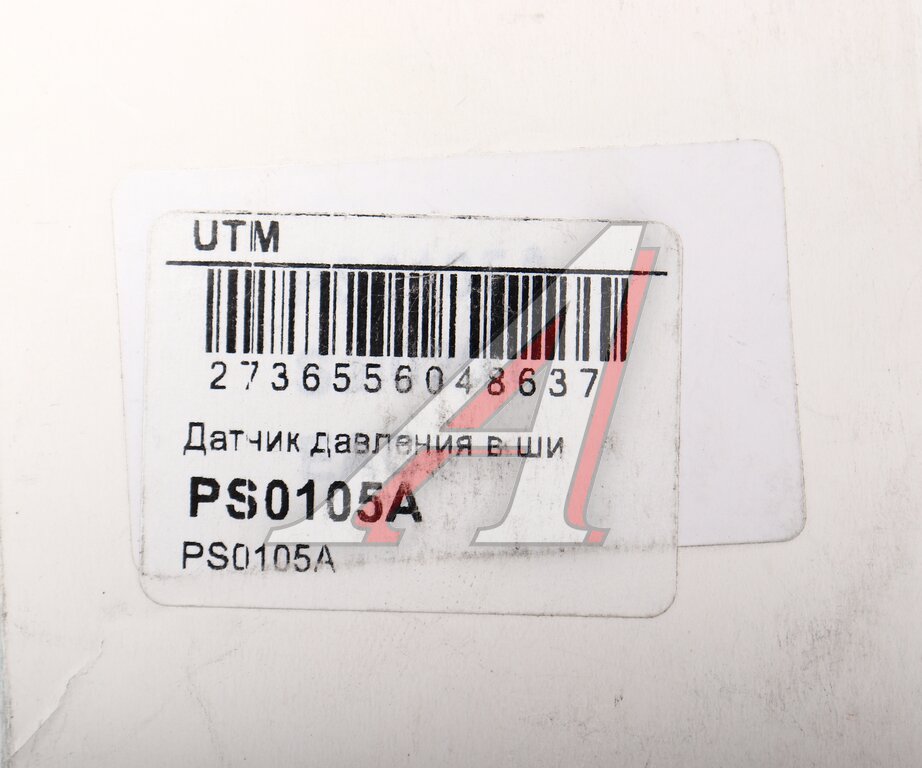 UTM
2736556048637
Датчик давления в ши
PS0105A
PS0105A